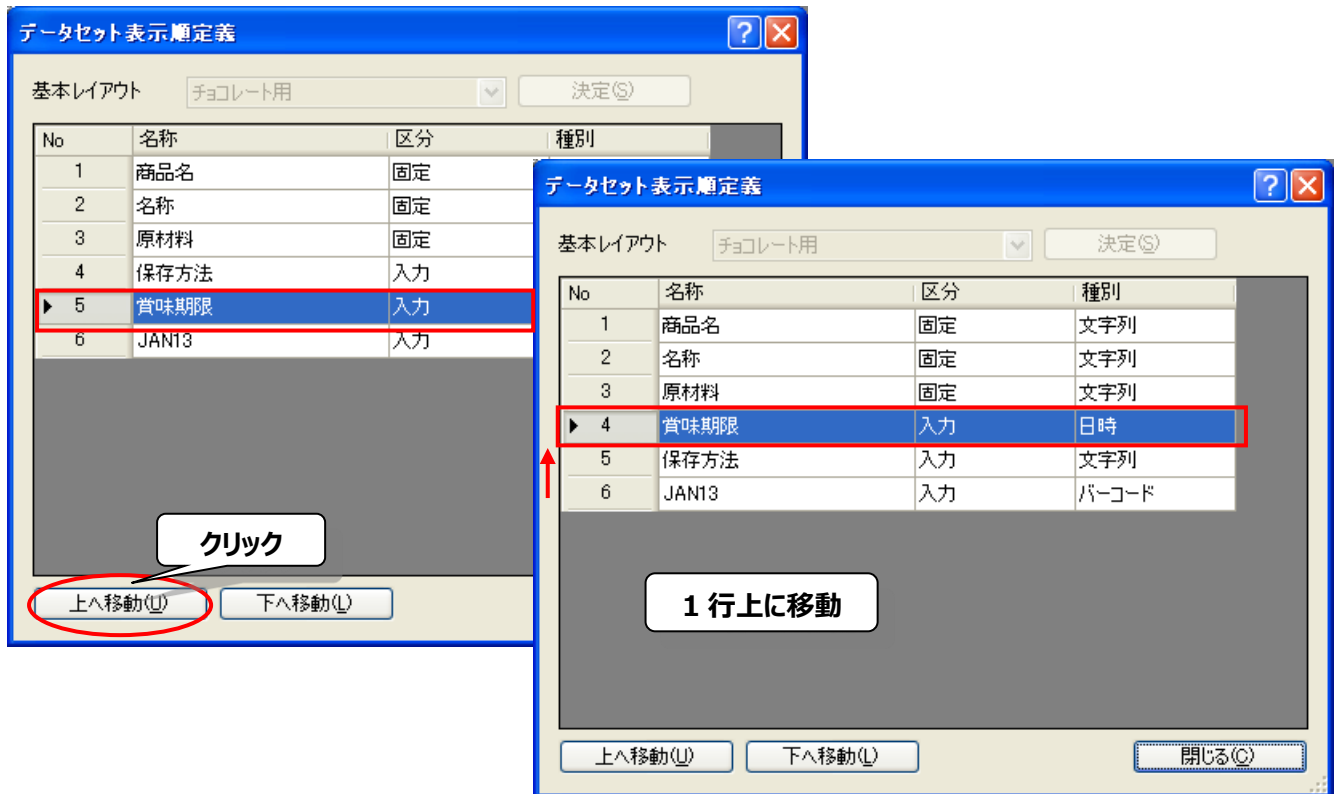 データセット表示順定義
基本レイアウト チョコレート用 決定(S)
No 名称 区分 種別
1 商品名 固定
2 名称 固定
3 原材料 固定
4 保存方法 入力
5 賞味期限 入力
6 JAN13 入力
クリック
上へ移動(U) 下へ移動(L)
データセット表示順定義
基本レイアウト チョコレート用 決定(S)
No 名称 区分 種別
1 商品名 固定 文字列
2 名称 固定 文字列
3 原材料 固定 文字列
4 賞味期限 入力 日時
5 保存方法 入力 文字列
6 JAN13 入力 バーコード
1 行上に移動
上へ移動(U) 下へ移動(L) 閉じる(C)